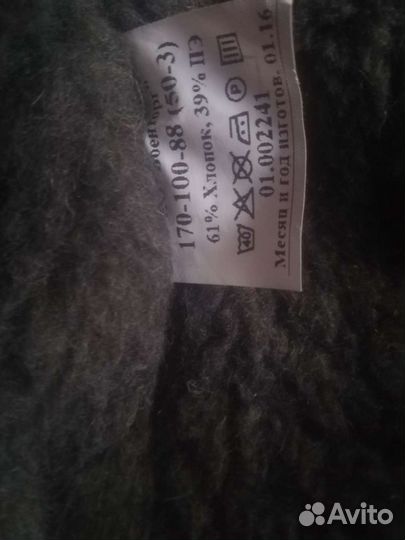 170-100-88 (50-3)
61% Хлопок, 39% ПЭ
P
01.002241
Месяц и год изготов. 01.16
Avito